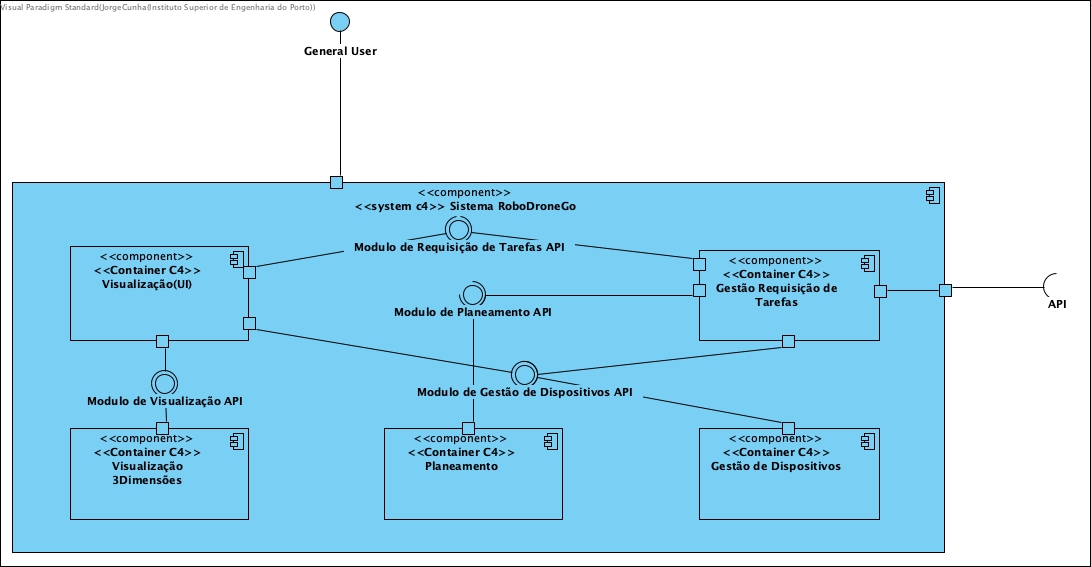 Visual Paradigm Standard(JorgeCunha(Instituto Superior de Engenharia do Porto))
General User
<<component>>
<<system c4>> Sistema RoboDroneGo
Modulo de Requisição de Tarefas API
<<component>>
<<Container C4>>
Visualização(UI)
<<component>>
<<Container C4>>
Gestão Requisição de
Tarefas
API
Modulo de Planeamento API
Modulo de Gestão de Dispositivos API
Modulo de Visualização API
<<component>>
<<Container C4>>
Visualização
3Dimensões
<<component>>
<<Container C4>>
Planeamento
<<component>>
<<Container C4>>
Gestão de Dispositivos